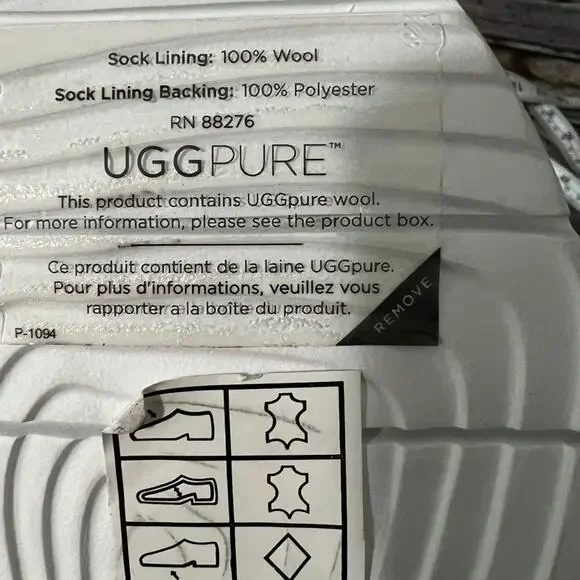 Sock Lining: 100% Wool
Sock Lining Backing: 100% Polyester
RN 88276
UGGPURE™
This product contains UGGpure wool.
For more information, please see the product box.
Ce produit contient de la laine UGGpure.
Pour plus d'informations, veuillez vous
rapporter a la boîte du produit.
REMOVE
P-1094